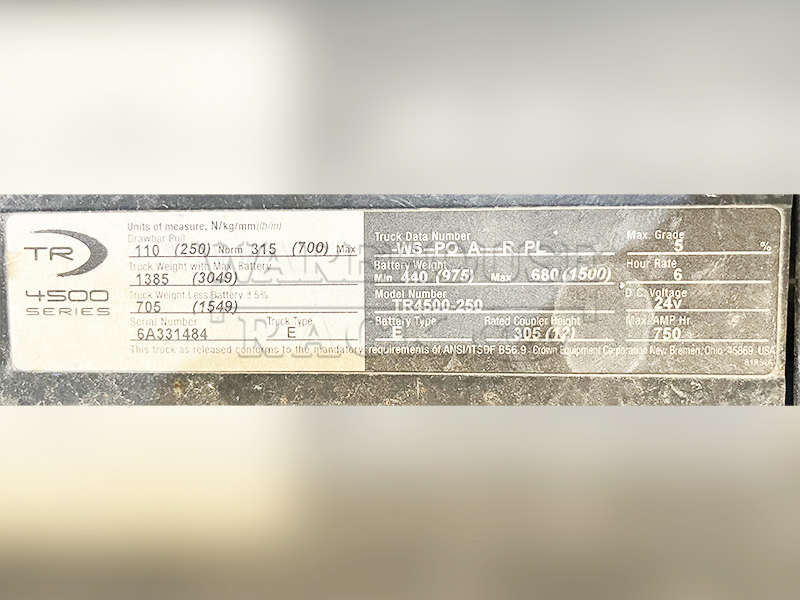 TR
4500
SERIES
Units of measure, N/kg/mm (lb/in)
Drawbar Pull
110 (250) Norm 315 (700) Max
Truck Weight with Max. Battery
1385 (3049)
Truck Weight Less Battery ±5%
705 (1549)
Serial Number Truck Type
6A331484 E
Truck Data Number Max. Grade
-WS-PO A--R PL 5 %
Battery Weight Hour Rate
Min 440 (975) Max 680 (1500) 6
Model Number D.C. Voltage
TR4500-250 24V
Battery Type Rated Coupler Height Max. AMP Hr.
E 305 (12) 750
This truck as released conforms to the mandatory requirements of ANSI/ITSDF B56.9 - Crown Equipment Corporation New Bremen, Ohio 45869 USA
WAREHOUSE